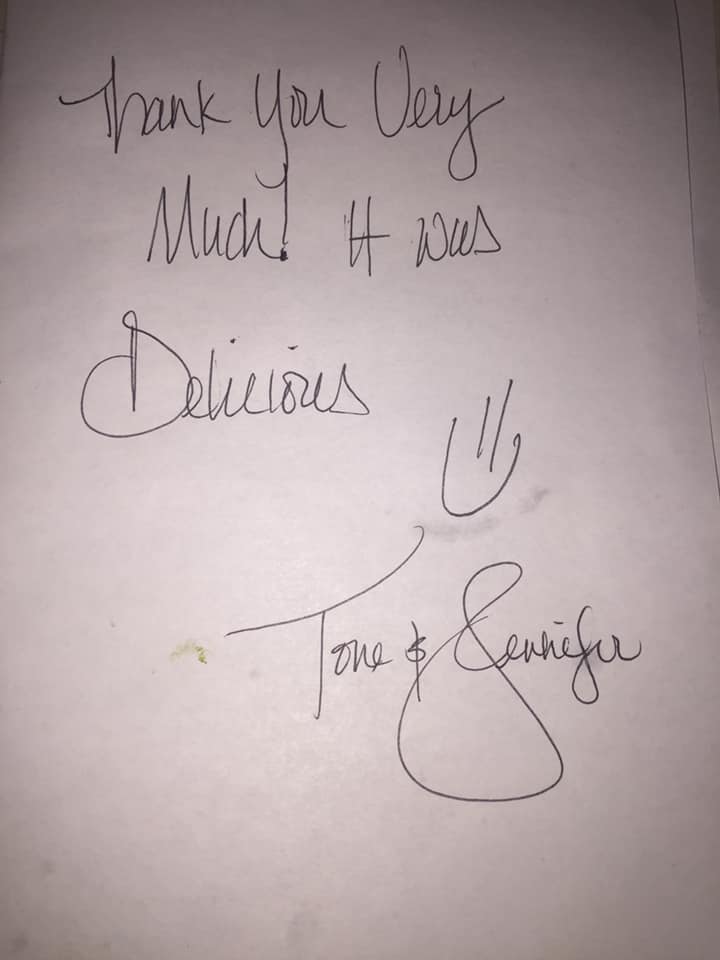 Thank You Very
Much! It was
Delicious
Tone & Jennifer